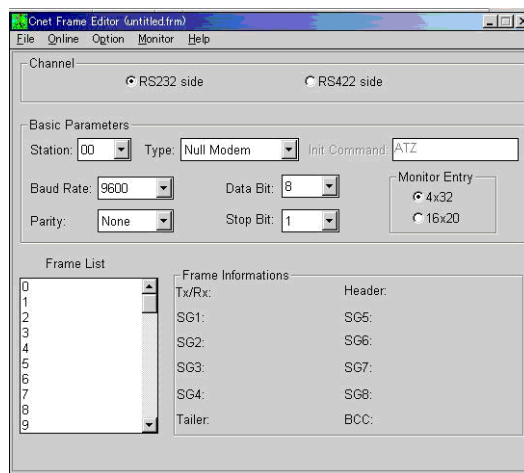 Cnet Frame Editor (untitled.frm)
File Online Option Monitor Help
Channel
RS232 side RS422 side
Basic Parameters
Station: 00 Type: Null Modem Init Command: ATZ
Baud Rate: 9600 Data Bit: 8 Monitor Entry
4x32
Parity: None Stop Bit: 1 16x20
Frame List Frame Informations
0 Tx/Rx: Header:
1
2 SG1: SG5:
3
4 SG2: SG6:
5
6 SG3: SG7:
7
8 SG4: SG8:
9 Tailer: BCC: